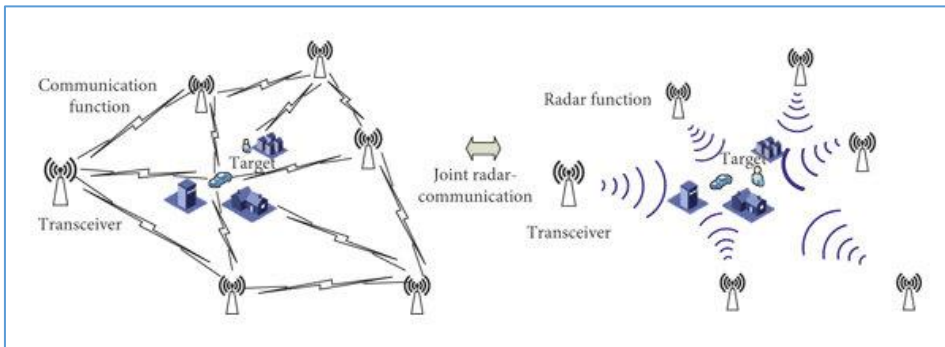 Communication
function
Target
Transceiver
Joint radar-
communication
Radar function
Target
Transceiver